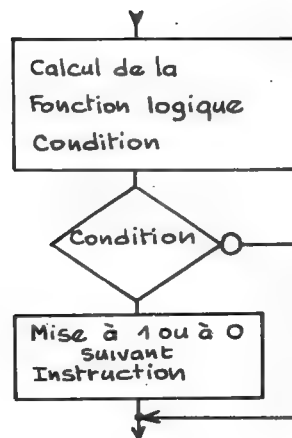 Calcul de la
Fonction logique
Condition
Condition
Mise à 1 ou à 0
suivant
Instruction